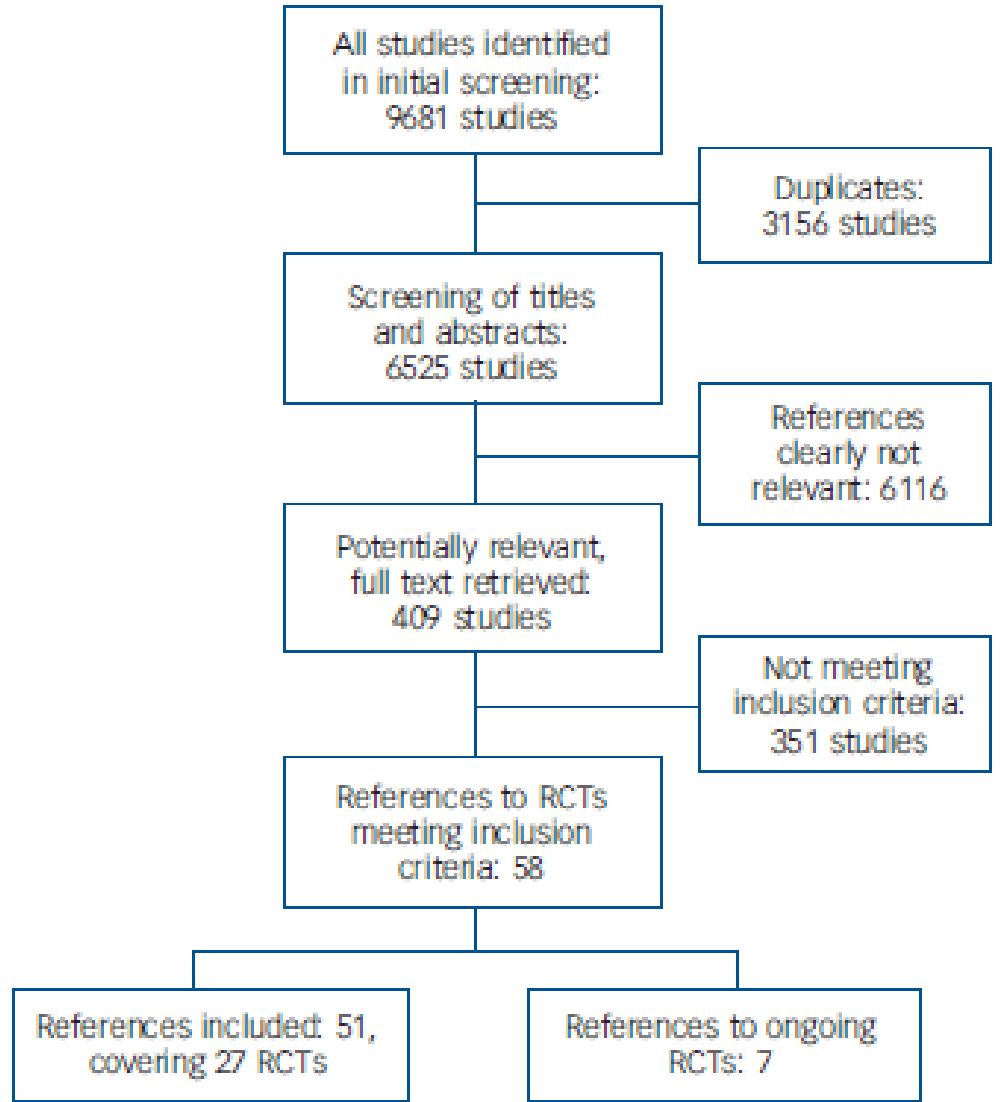 All studies identified
in initial screening:
9681 studies
Duplicates:
3156 studies
Screening of titles
and abstracts:
6525 studies
References
clearly not
relevant: 6116
Potentially relevant,
full text retrieved:
409 studies
Not meeting
inclusion criteria:
351 studies
References to RCTs
meeting inclusion
criteria: 58
References included: 51,
covering 27 RCTs
References to ongoing
RCTs: 7